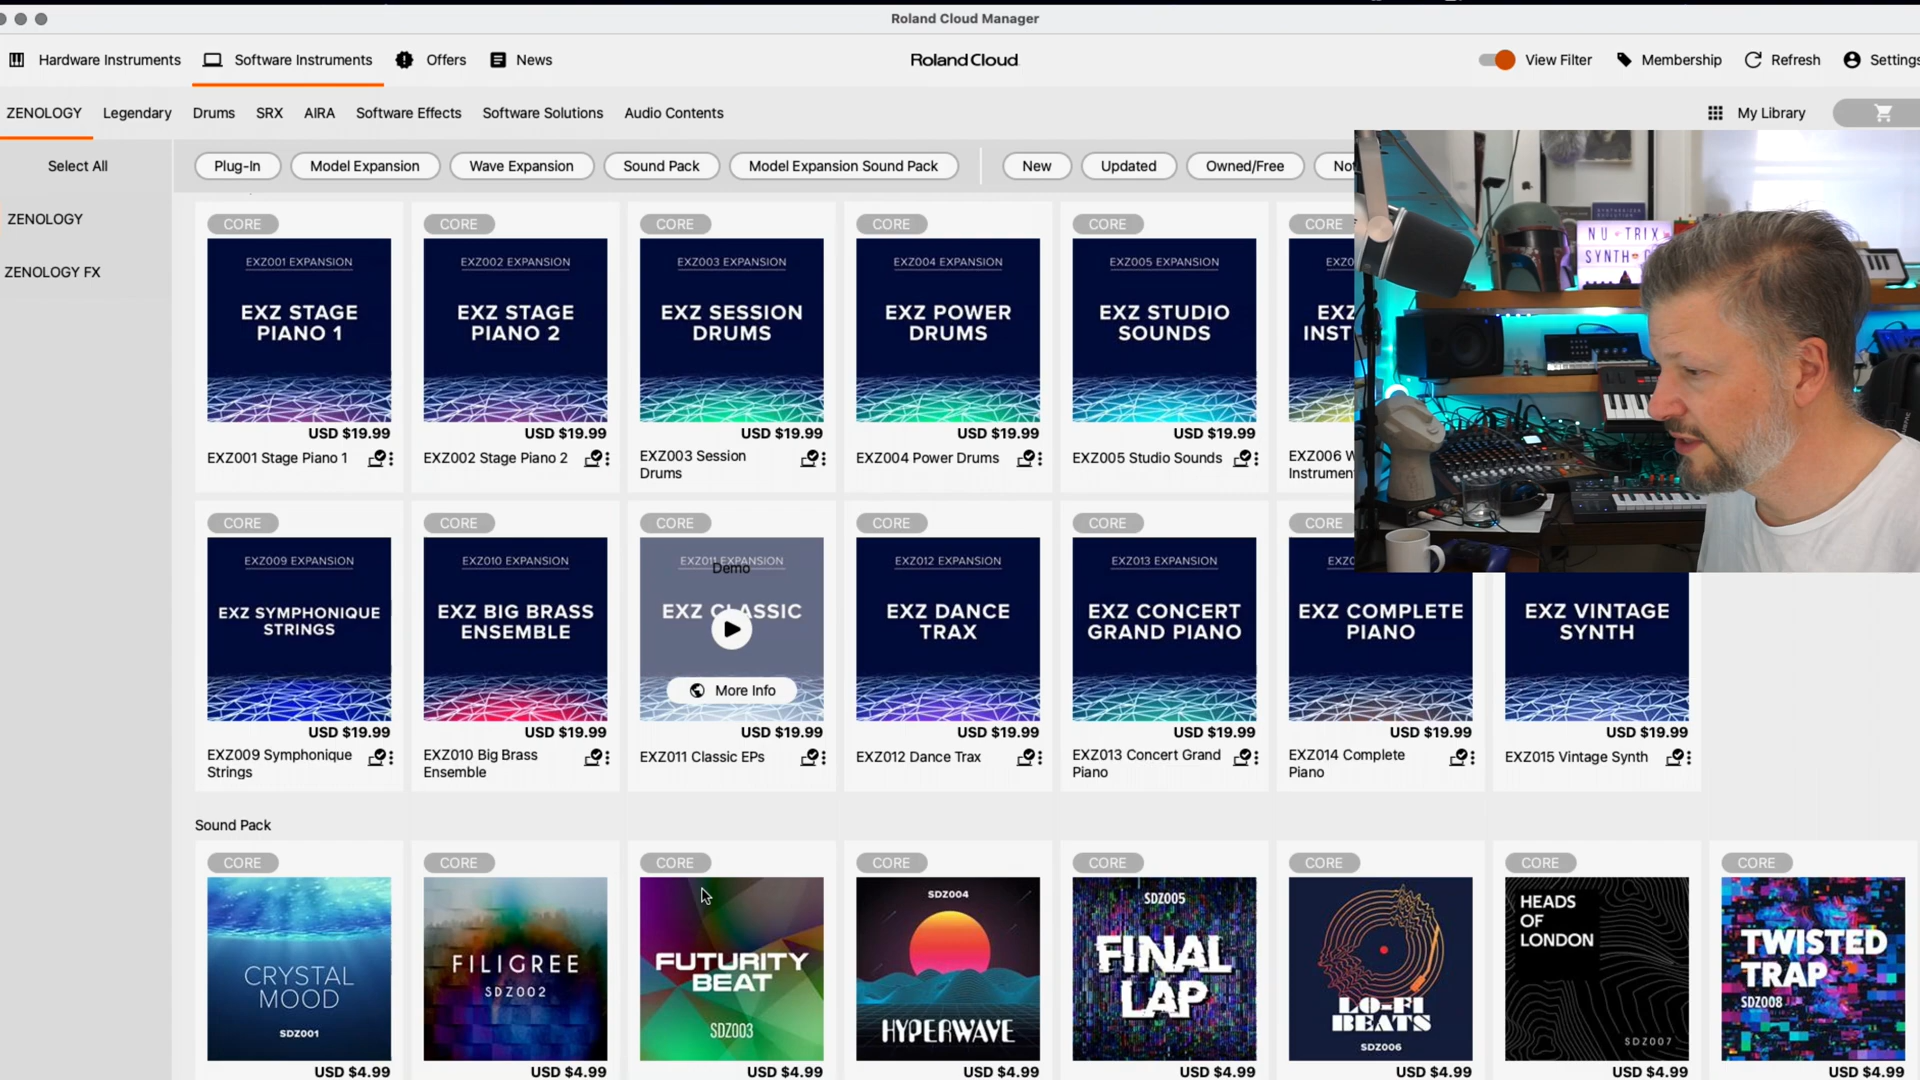 Roland Cloud Manager
Hardware Instruments Software Instruments Offers News
Roland Cloud
View Filter Membership Refresh Settings
ZENOLOGY Legendary Drums SRX AIRA Software Effects Software Solutions Audio Contents
My Library
Select All
Plug-In Model Expansion Wave Expansion Sound Pack Model Expansion Sound Pack
New Updated Owned/Free
ZENOLOGY
ZENOLOGY FX
CORE CORE CORE CORE CORE CORE
EXZ001 EXPANSION
EXZ STAGE
PIANO 1
EXZ002 EXPANSION
EXZ STAGE
PIANO 2
EXZ003 EXPANSION
EXZ SESSION
DRUMS
EXZ004 EXPANSION
EXZ POWER
DRUMS
EXZ005 EXPANSION
EXZ STUDIO
SOUNDS
EXZ
INST
NU TRIX
SYNTH
USD $19.99 USD $19.99 USD $19.99 USD $19.99 USD $19.99
EXZ001 Stage Piano 1
EXZ002 Stage Piano 2
EXZ003 Session
Drums
EXZ004 Power Drums
EXZ005 Studio Sounds
EXZ006 W
Instrument
CORE CORE CORE CORE CORE CORE
EXZ009 EXPANSION
EXZ SYMPHONIQUE
STRINGS
EXZ010 EXPANSION
EXZ BIG BRASS
ENSEMBLE
EXZ011 EXPANSION
Demo
EXZ CLASSIC
More Info
EXZ012 EXPANSION
EXZ DANCE
TRAX
EXZ013 EXPANSION
EXZ CONCERT
GRAND PIANO
EXZ COMPLETE
PIANO
EXZ VINTAGE
SYNTH
USD $19.99 USD $19.99 USD $19.99 USD $19.99 USD $19.99 USD $19.99 USD $19.99
EXZ009 Symphonique
Strings
EXZ010 Big Brass
Ensemble
EXZ011 Classic EPs
EXZ012 Dance Trax
EXZ013 Concert Grand
Piano
EXZ014 Complete
Piano
EXZ015 Vintage Synth
Sound Pack
CORE CORE CORE CORE CORE CORE CORE CORE
CRYSTAL
MOOD
SDZ001
FILIGREE
SDZ002
FUTURITY
BEAT
SDZ003
SDZ004
HYPERWAVE
SDZ005
FINAL
LAP
LO-FI
BEATS
SDZ006
HEADS
OF
LONDON
SDZ007
TWISTED
TRAP
SDZ008
USD $4.99 USD $4.99 USD $4.99 USD $4.99 USD $4.99 USD $4.99 USD $4.99 USD $4.99